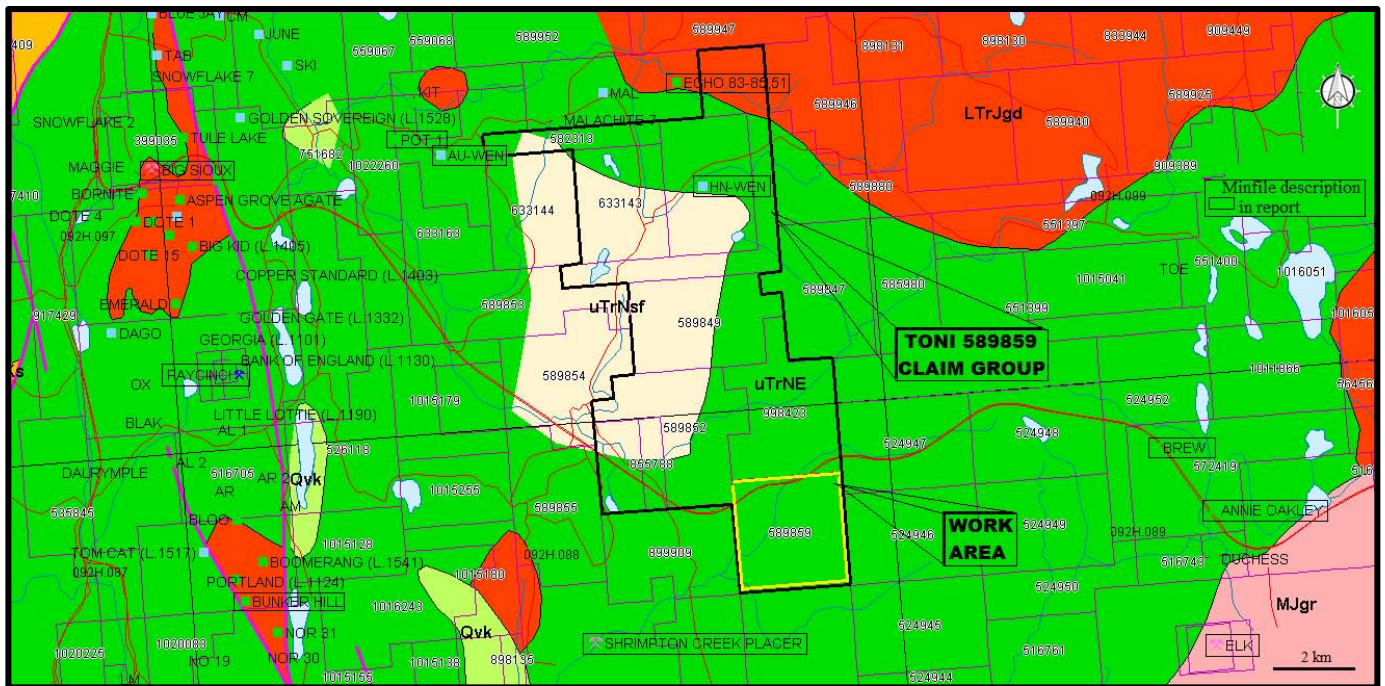 BLUE JAY
CM
JUNE
TAB
SKI
SNOWFLAKE 7
559067
559068
589952
589947
898131
898130
833944
909449
KIT
ECHO 83-85,51
MAL
589946
LTrJgd
589925
589940
SNOWFLAKE 2
GOLDEN SOVEREIGN (L.1528)
MALACHITE 7
399035
TULE LAKE
POT 1
582313
MAGGIE
BIG SIOUX
751682
1022260
AU-WEN
909389
BORNITE
ASPEN GROVE AGATE
HN-WEN
589880
092H.099
Minfile description
in report
DOTE 4
DOTE 1
633144
633143
551397
092H.097
BIG KID (L.1405)
633163
DOTE 15
COPPER STANDARD (L.1403)
TOE
551400
1016051
1015041
EMERALD
589853
589847
585980
551399
917429
GOLDEN GATE (L.1332)
uTrNsf
589849
DAGO
GEORGIA (L.1101)
TONI 589859
CLAIM GROUP
BANK OF ENGLAND (L.1130)
PAYCINCH
OX
589854
uTrNE
1011866
1015179
524952
BLAK
LITTLE LOTTIE (L.1190)
AL 1
998423
526118
589852
524947
524948
BREW
AL 2
855788
DALRYMPLE
516705
AR 2
Qvk
572419
AR
1015255
AM
589855
535845
BLOO
WORK
AREA
524949
ANNIE OAKLEY
1015128
589859
524946
092H.089
TOM CAT (L.1517)
BOOMERANG (L.1541)
092H.088
899909
516743
DUCHESS
092H.087
PORTLAND (L.1124)
1015180
524950
BUNKER HILL
1016243
MJgr
NOR 31
Qvk
524945
SHRIMPTON CREEK PLACER
ELK
1020083
516761
1020225
NO 19
NOR 30
1015138
898135
2 km
1015155
524944